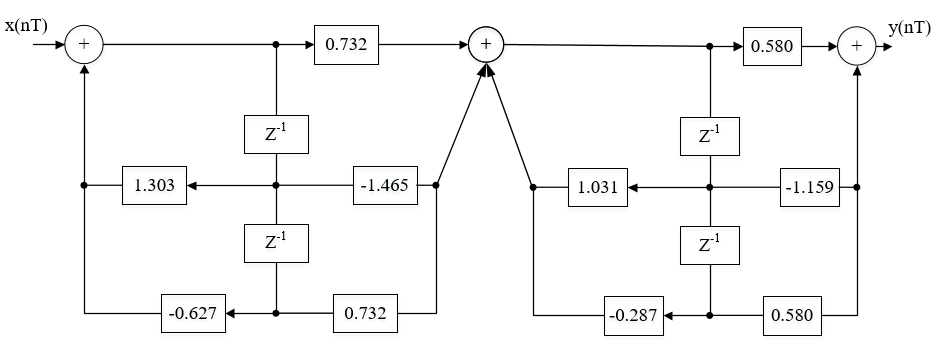 x(nT)
+
0.732
+
0.580
+
y(nT)
Z-1
Z-1
1.303
-1.465
1.031
-1.159
Z-1
Z-1
-0.627
0.732
-0.287
0.580